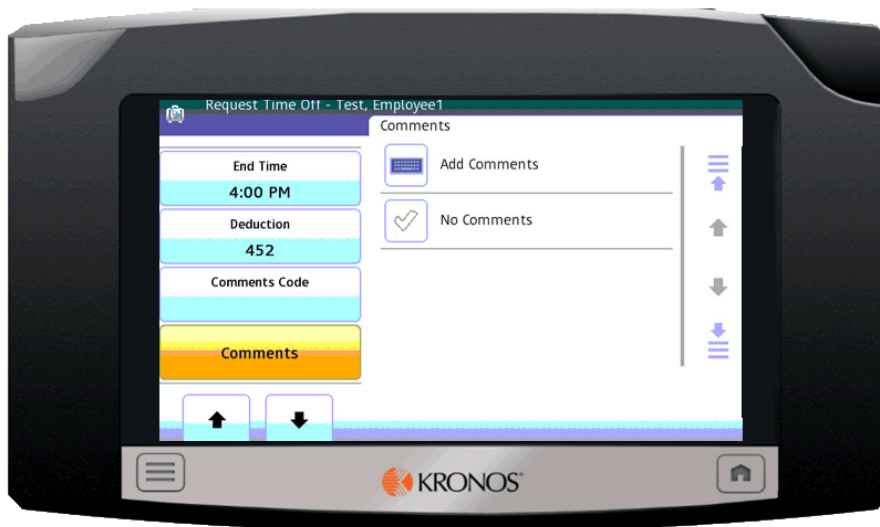 Request Time Off - Test, Employee1
Comments
End Time
4:00 PM
Deduction
452
Comments Code
Comments
Add Comments
No Comments
KRONOS®